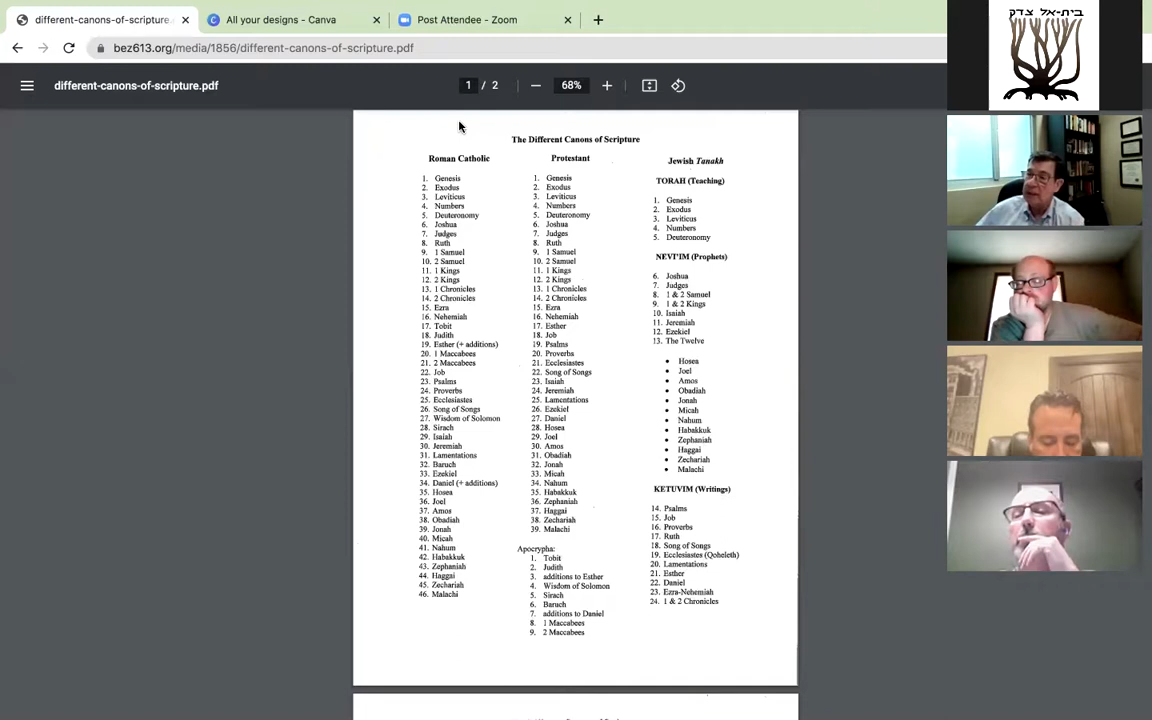 different-canons-of-scripture.
All your designs - Canva
Post Attendee - Zoom
bez613.org/media/1856/different-canons-of-scripture.pdf
different-canons-of-scripture.pdf
1 / 2
68%
בית-אל צדק
The Different Canons of Scripture
Roman Catholic
1. Genesis
2. Exodus
3. Leviticus
4. Numbers
5. Deuteronomy
6. Joshua
7. Judges
8. Ruth
9. 1 Samuel
10. 2 Samuel
11. 1 Kings
12. 2 Kings
13. 1 Chronicles
14. 2 Chronicles
15. Ezra
16. Nehemiah
17. Tobit
18. Judith
19. Esther (+ additions)
20. 1 Maccabees
21. 2 Maccabees
22. Job
23. Psalms
24. Proverbs
25. Ecclesiastes
26. Song of Songs
27. Wisdom of Solomon
28. Sirach
29. Isaiah
30. Jeremiah
31. Lamentations
32. Baruch
33. Ezekiel
34. Daniel (+ additions)
35. Hosea
36. Joel
37. Amos
38. Obadiah
39. Jonah
40. Micah
41. Nahum
42. Habakkuk
43. Zephaniah
44. Haggai
45. Zechariah
46. Malachi
Protestant
1. Genesis
2. Exodus
3. Leviticus
4. Numbers
5. Deuteronomy
6. Joshua
7. Judges
8. Ruth
9. 1 Samuel
10. 2 Samuel
11. 1 Kings
12. 2 Kings
13. 1 Chronicles
14. 2 Chronicles
15. Ezra
16. Nehemiah
17. Esther
18. Job
19. Psalms
20. Proverbs
21. Ecclesiastes
22. Song of Songs
23. Isaiah
24. Jeremiah
25. Lamentations
26. Ezekiel
27. Daniel
28. Hosea
29. Joel
30. Amos
31. Obadiah
32. Jonah
33. Micah
34. Nahum
35. Habakkuk
36. Zephaniah
37. Haggai
38. Zechariah
39. Malachi
Apocrypha:
1. Tobit
2. Judith
3. additions to Esther
4. Wisdom of Solomon
5. Sirach
6. Baruch
7. additions to Daniel
8. 1 Maccabees
9. 2 Maccabees
Jewish Tanakh
TORAH (Teaching)
1. Genesis
2. Exodus
3. Leviticus
4. Numbers
5. Deuteronomy
NEVI'IM (Prophets)
6. Joshua
7. Judges
8. 1 & 2 Samuel
9. 1 & 2 Kings
10. Isaiah
11. Jeremiah
12. Ezekiel
13. The Twelve
• Hosea
• Joel
• Amos
• Obadiah
• Jonah
• Micah
• Nahum
• Habakkuk
• Zephaniah
• Haggai
• Zechariah
• Malachi
KETUVIM (Writings)
14. Psalms
15. Job
16. Proverbs
17. Ruth
18. Song of Songs
19. Ecclesiastes (Qoheleth)
20. Lamentations
21. Esther
22. Daniel
23. Ezra-Nehemiah
24. 1 & 2 Chronicles